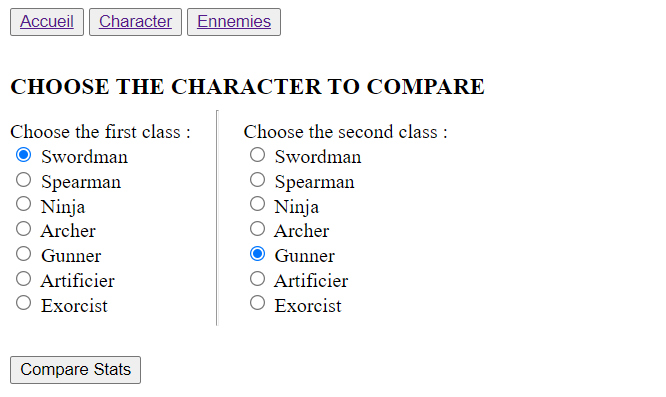 Accueil Character Ennemies
CHOOSE THE CHARACTER TO COMPARE
Choose the first class :
Swordman
Spearman
Ninja
Archer
Gunner
Artificier
Exorcist
Choose the second class :
Swordman
Spearman
Ninja
Archer
Gunner
Artificier
Exorcist
Compare Stats